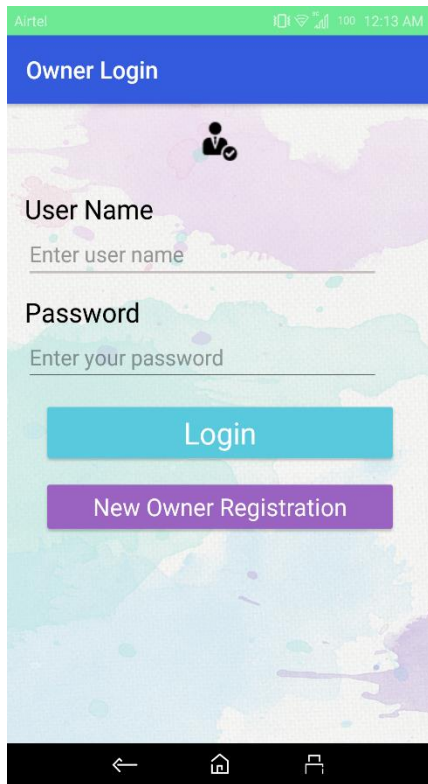 Airtel 3G 100 12:13 AM
Owner Login
User Name
Enter user name
Password
Enter your password
Login
New Owner Registration